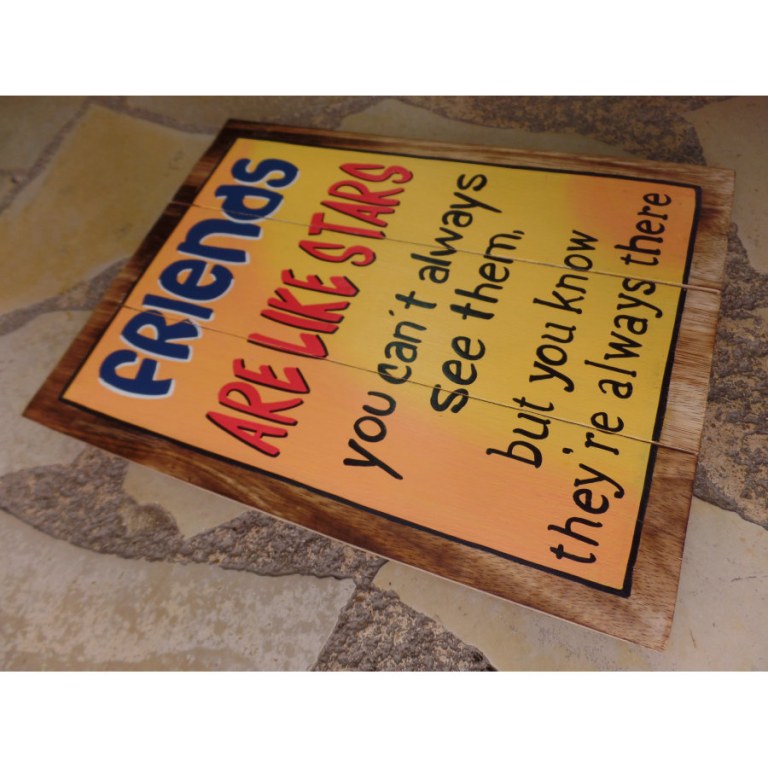 FRIEnds
ARE LIKE STARS
you can't always
see them,
but you know
they're always there